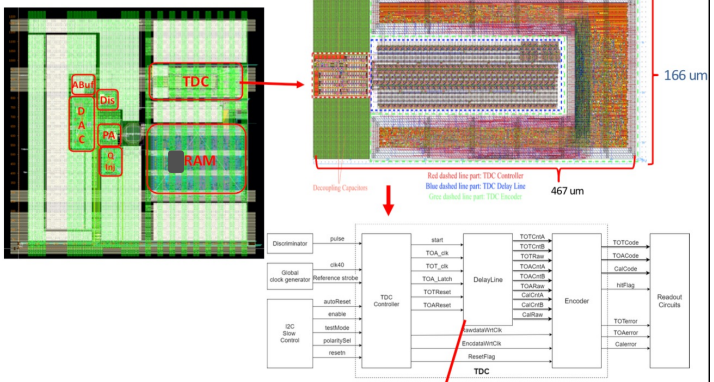 ABuf
Dis
D
A
C
PA
Q
Inj
TDC
RAM
166 um
Decoupling Capacitors
Red dashed line part: TDC Controller
Blue dashed line part: TDC Delay Line
Gree dashed line part: TDC Encoder
467 um
Discriminator
pulse
Global
clock generator
clk40
Reference strobe
I2C
Slow
Control
autoReset
enable
testMode
polaritySel
resetn
TDC
Controller
start
TOA_clk
TOT_clk
TOA_Latch
TOTReset
TOAReset
DelayLine
TOTCntA
TOTCntB
TOTRaw
TOACntA
TOACntB
TOARaw
CalCntA
CalCntB
CalRaw
RawdataWrtClk
EncdataWrtClk
ResetFlag
Encoder
TOTCode
TOACode
CalCode
hitFlag
TOTerror
TOAerror
Calerror
Readout
Circuits
TDC